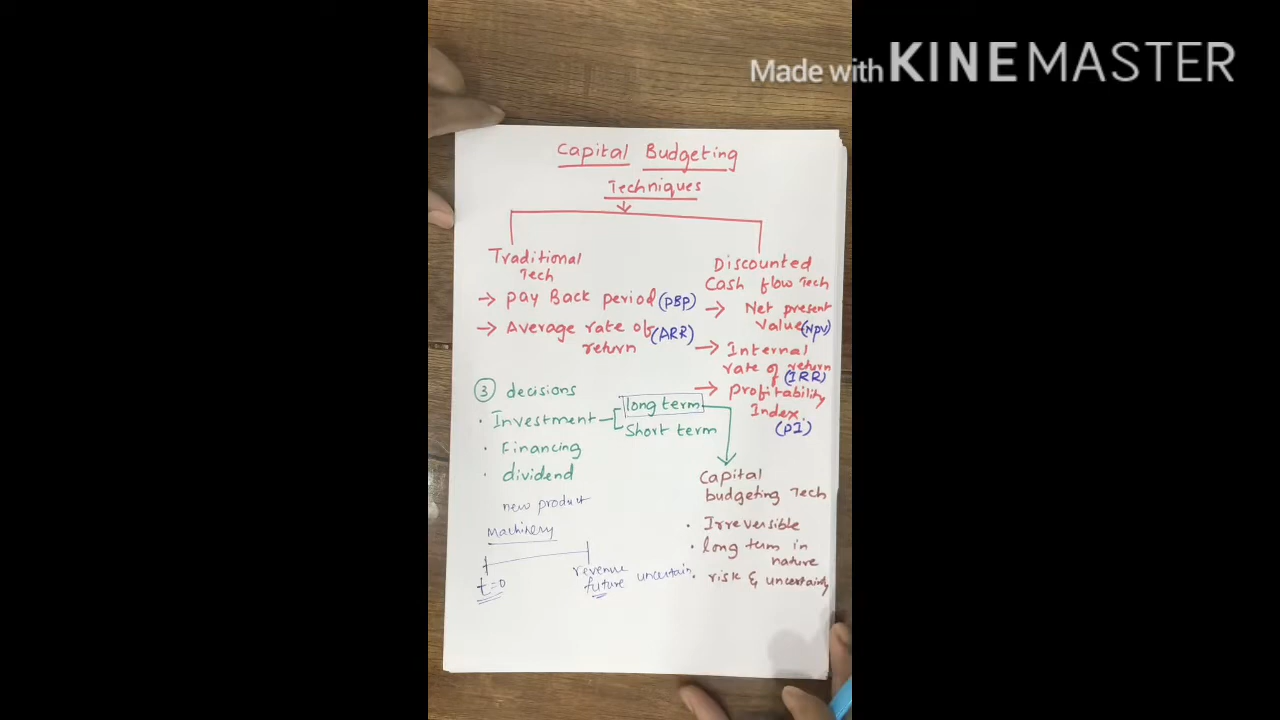 Made with KINEMASTER
Capital Budgeting
Techniques
Traditional
Tech
→ pay Back period (PBP)
→ Average rate of (ARR)
return
Discounted
Cash flow Tech
→ Net present
Value (NPV)
→ Internal
rate of return
(IRR)
→ profitability
Index.
(PI)
③ decisions
· Investment
long term
Short term
· Financing
· dividend
Capital
budgeting Tech
· Irreversible
· long term in
nature
· risk & uncertainty
new product
Machinery
t=0
revenue
future uncertain